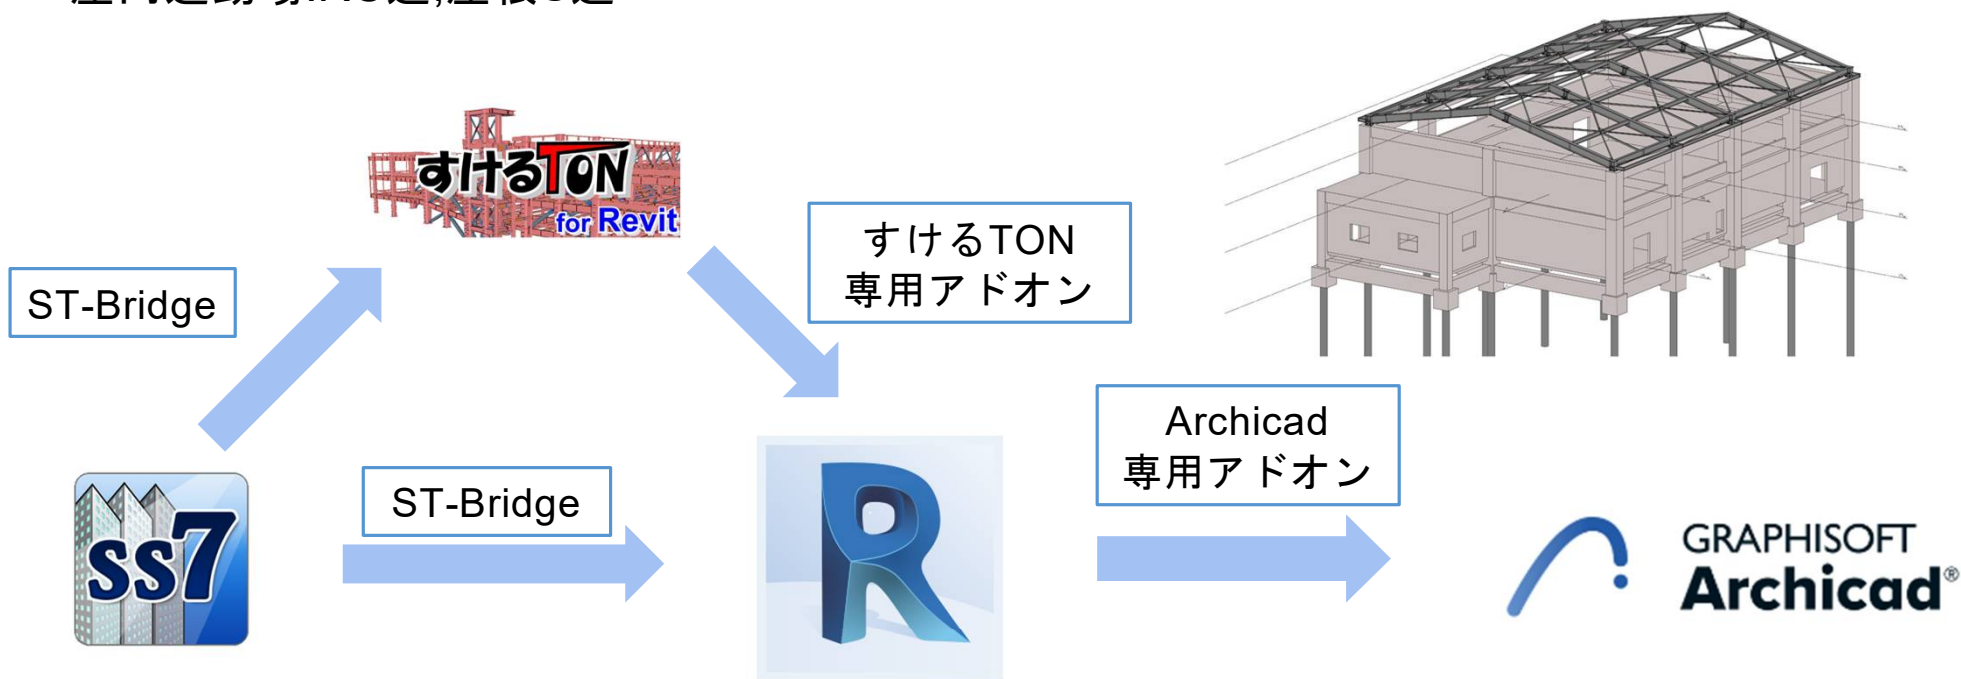 すけるTON
for Revit
すけるTON
専用アドオン
ST-Bridge
Archicad
専用アドオン
ST-Bridge
ss7
R
GRAPHISOFT
Archicad®